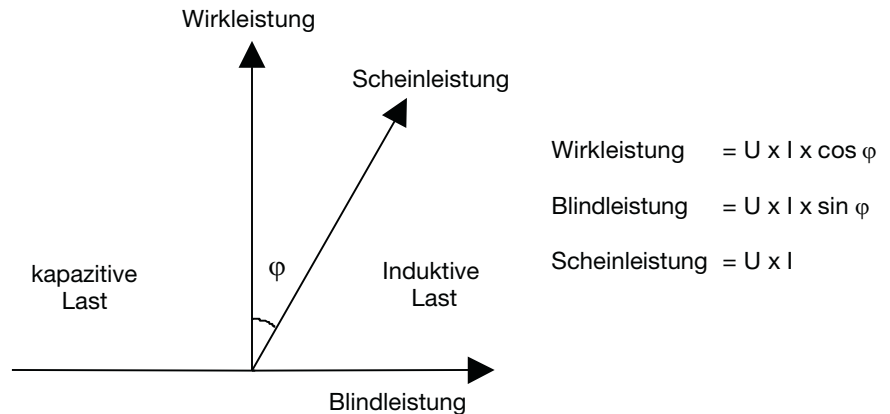 Wirkleistung
Scheinleistung
Wirkleistung = U x I x cos φ
Blindleistung = U x I x sin φ
Scheinleistung = U x I
φ
kapazitive
Last
Induktive
Last
Blindleistung